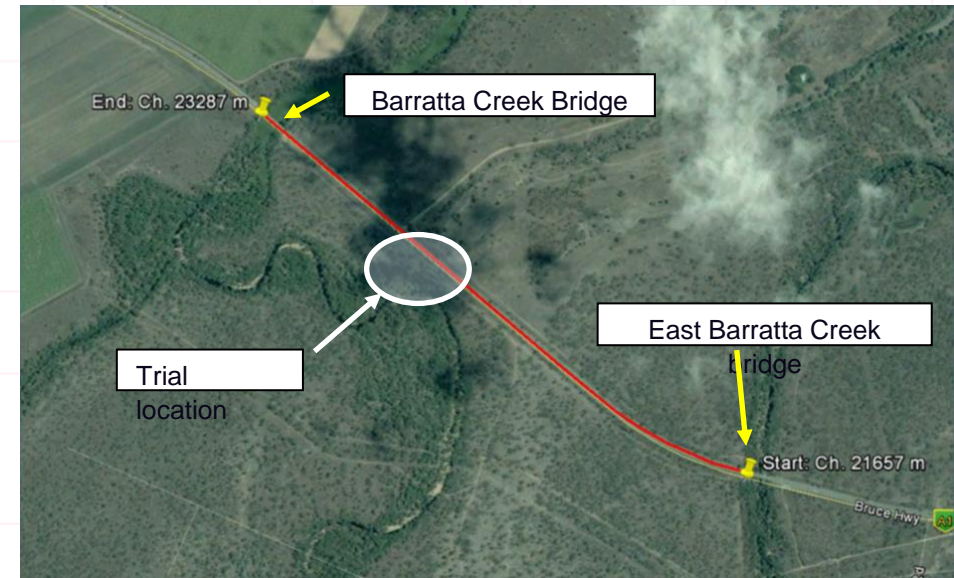 End: Ch. 23287 m
Barratta Creek Bridge
East Barratta Creek
bridge
Trial
location
Start: Ch. 21657 m
Bruce Hwy
A1